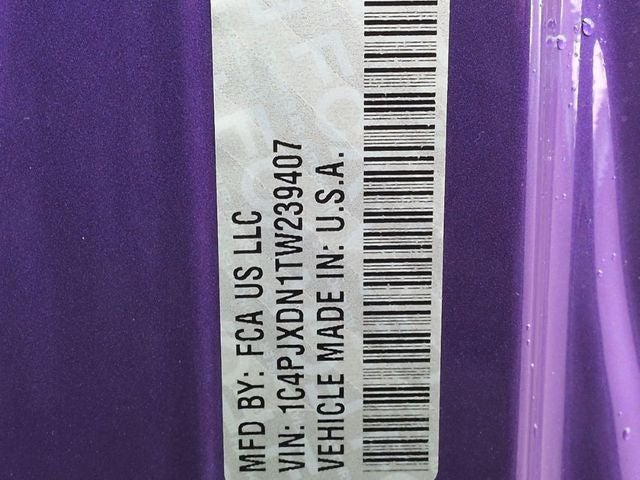 MFD BY: FCA US LLC
VIN: 1C4PJXDN1TW239407
VEHICLE MADE IN: U.S.A.